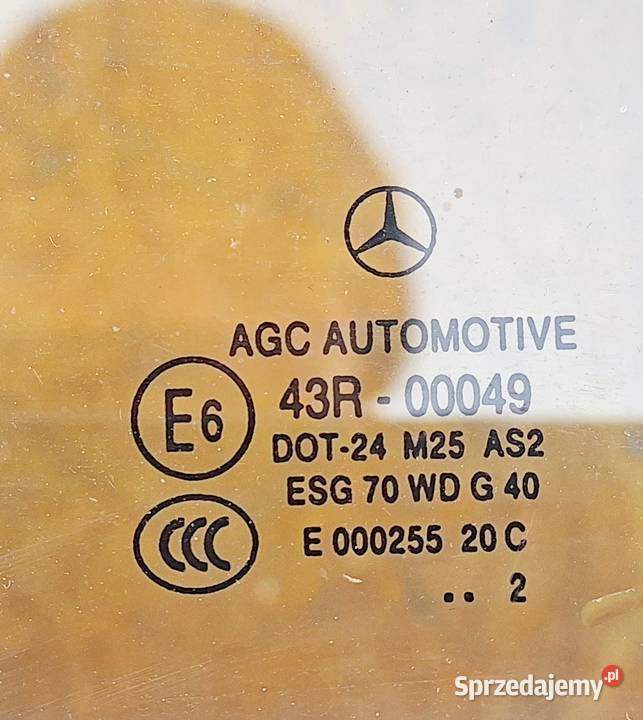 AGC AUTOMOTIVE
E6 43R - 00049
DOT-24 M25 AS2
ESG 70 WD G 40
CCC E 000255 20 C
.. 2
Sprzedajemy.pl